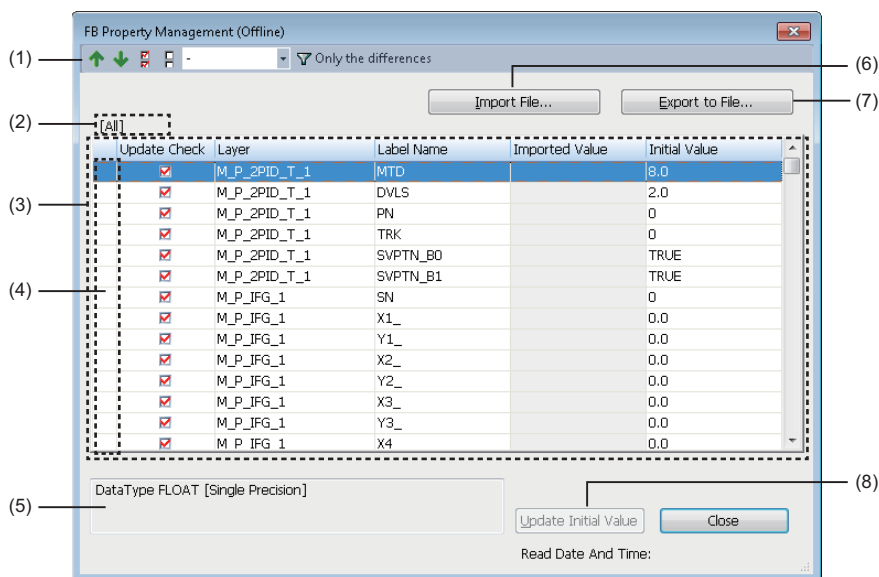 FB Property Management (Offline)
(1)
- Only the differences
(6)
Import File... Export to File...
(7)
(2)
[All]
Update Check Layer Label Name Imported Value Initial Value
M_P_2PID_T_1 MTD 8.0
M_P_2PID_T_1 DVLS 2.0
(3)
M_P_2PID_T_1 PN 0
M_P_2PID_T_1 TRK 0
M_P_2PID_T_1 SVPTN_B0 TRUE
M_P_2PID_T_1 SVPTN_B1 TRUE
(4)
M_P_IFG_1 SN 0
M_P_IFG_1 X1_ 0.0
M_P_IFG_1 Y1_ 0.0
M_P_IFG_1 X2_ 0.0
M_P_IFG_1 Y2_ 0.0
M_P_IFG_1 X3_ 0.0
M_P_IFG_1 Y3_ 0.0
M_P_IFG_1 X4 0.0
(8)
DataType FLOAT [Single Precision]
(5)
Update Initial Value Close
Read Date And Time: